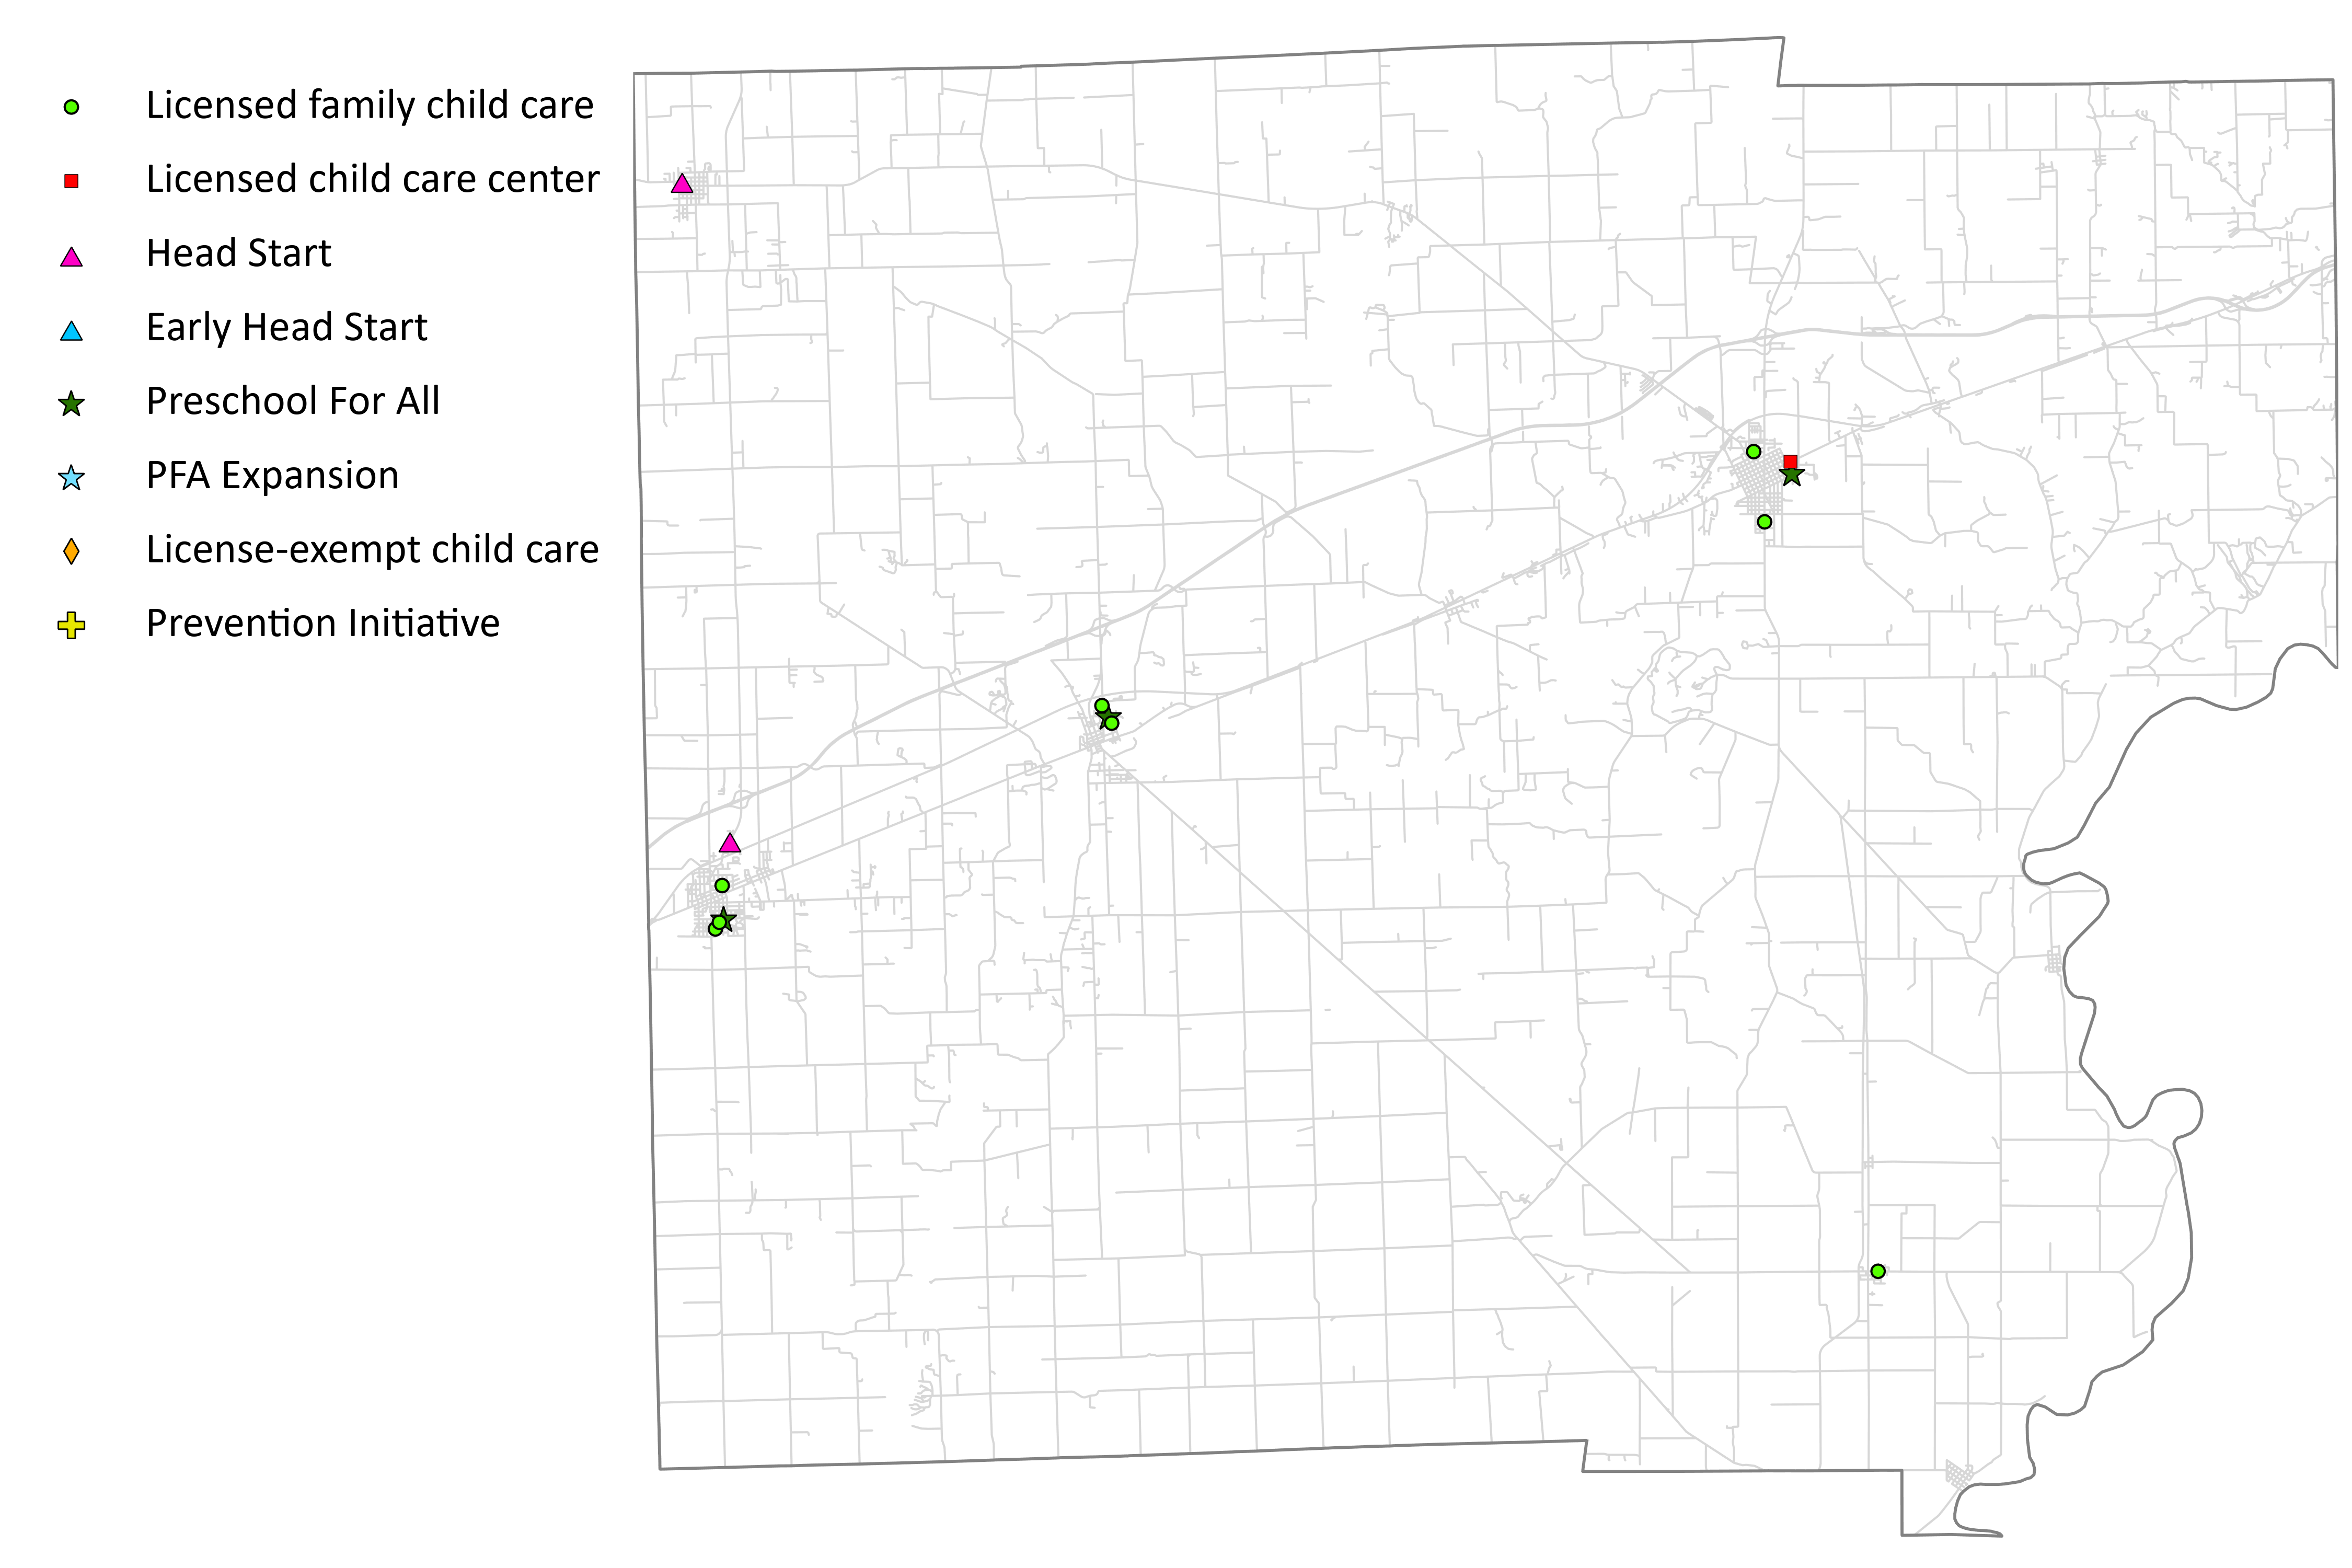 Licensed family child care
Licensed child care center
Head Start
Early Head Start
Preschool For All
PFA Expansion
License-exempt child care
Prevention Initiative